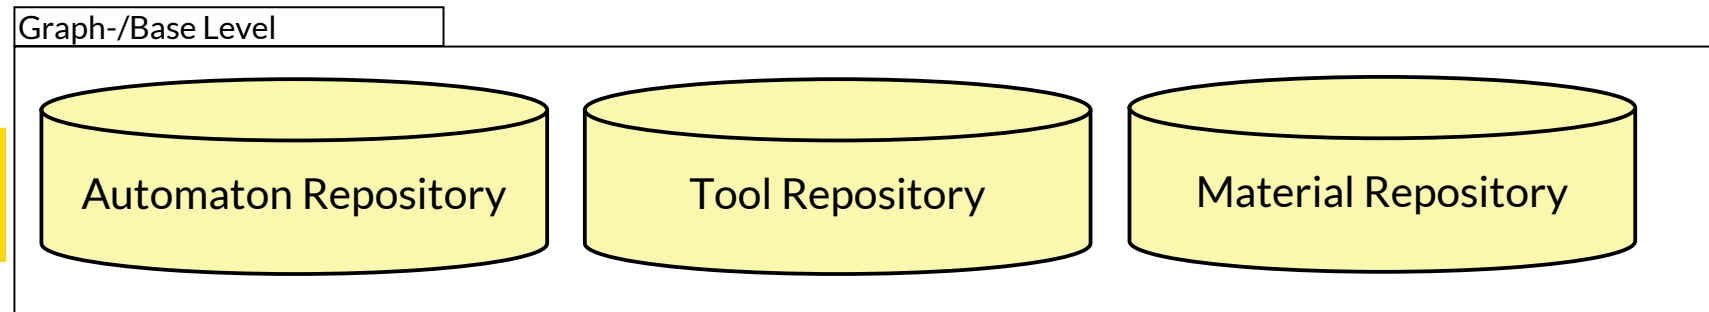 Graph-/Base Level
Automaton Repository
Tool Repository
Material Repository